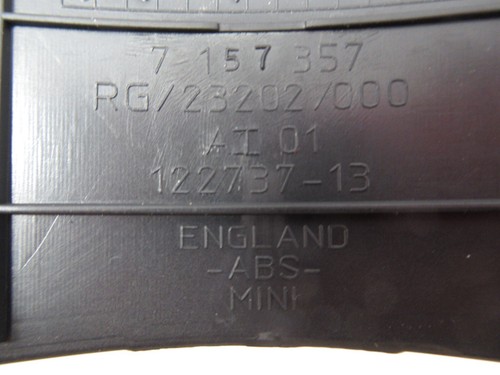 7 157 357
RG/23202/000
AI 01
122737-13
ENGLAND
-ABS-
MINI